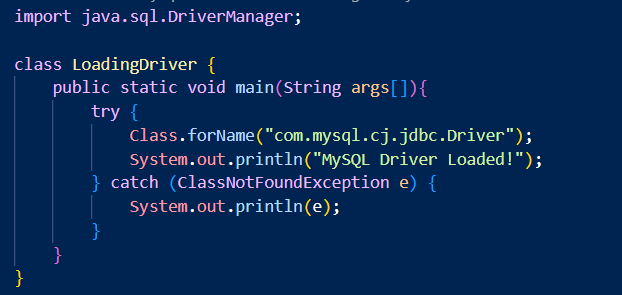 import java.sql.DriverManager;
class LoadingDriver {
public static void main(String args[]){
try {
Class.forName("com.mysql.cj.jdbc.Driver");
System.out.println("MySQL Driver Loaded!");
} catch (ClassNotFoundException e) {
System.out.println(e);
}
}
}